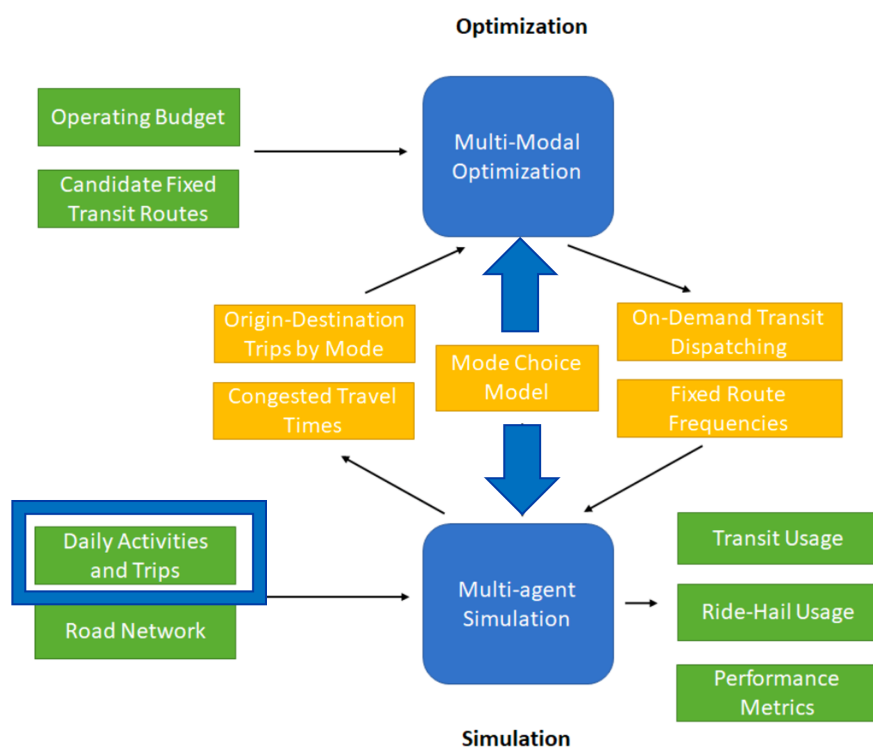 Optimization
Operating Budget
Candidate Fixed
Transit Routes
Multi-Modal
Optimization
Origin-Destination
Trips by Mode
Congested Travel
Times
Mode Choice
Model
On-Demand Transit
Dispatching
Fixed Route
Frequencies
Daily Activities
and Trips
Road Network
Multi-agent
Simulation
Transit Usage
Ride-Hail Usage
Performance
Metrics
Simulation